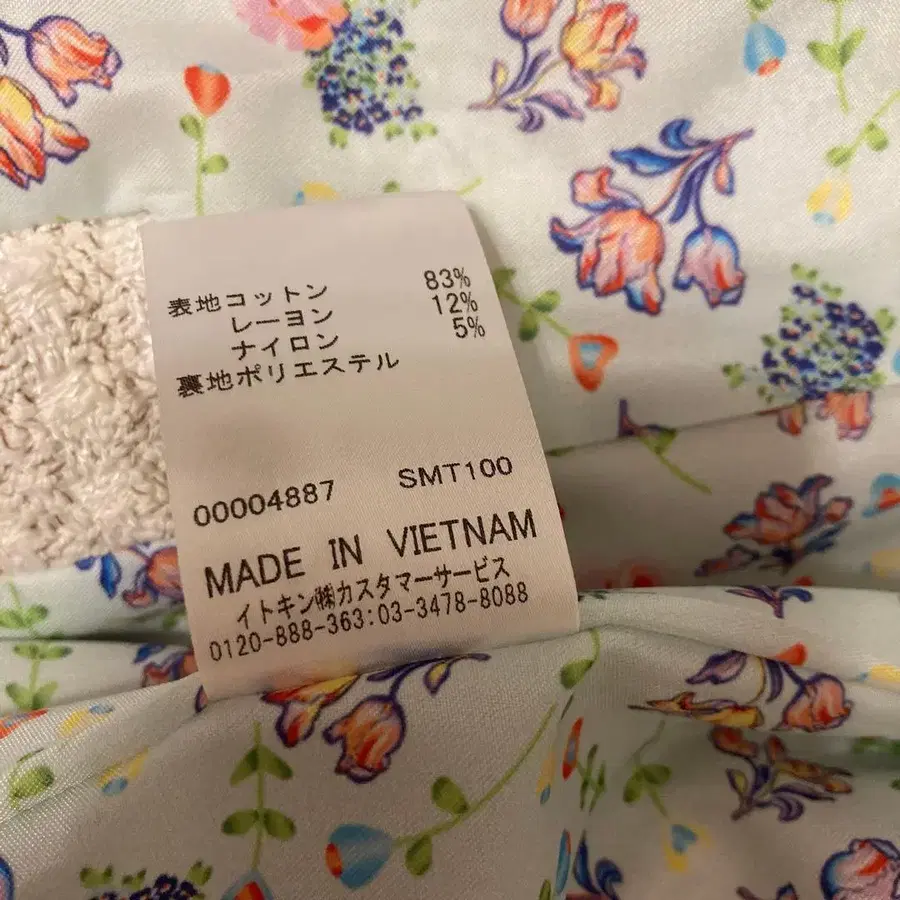 表地コットン 83%
レーヨン 12%
ナイロン 5%
裏地ポリエステル
00004887 SMT100
MADE IN VIETNAM
イトキン㈱カスタマーサービス
0120-888-363:03-3478-8088